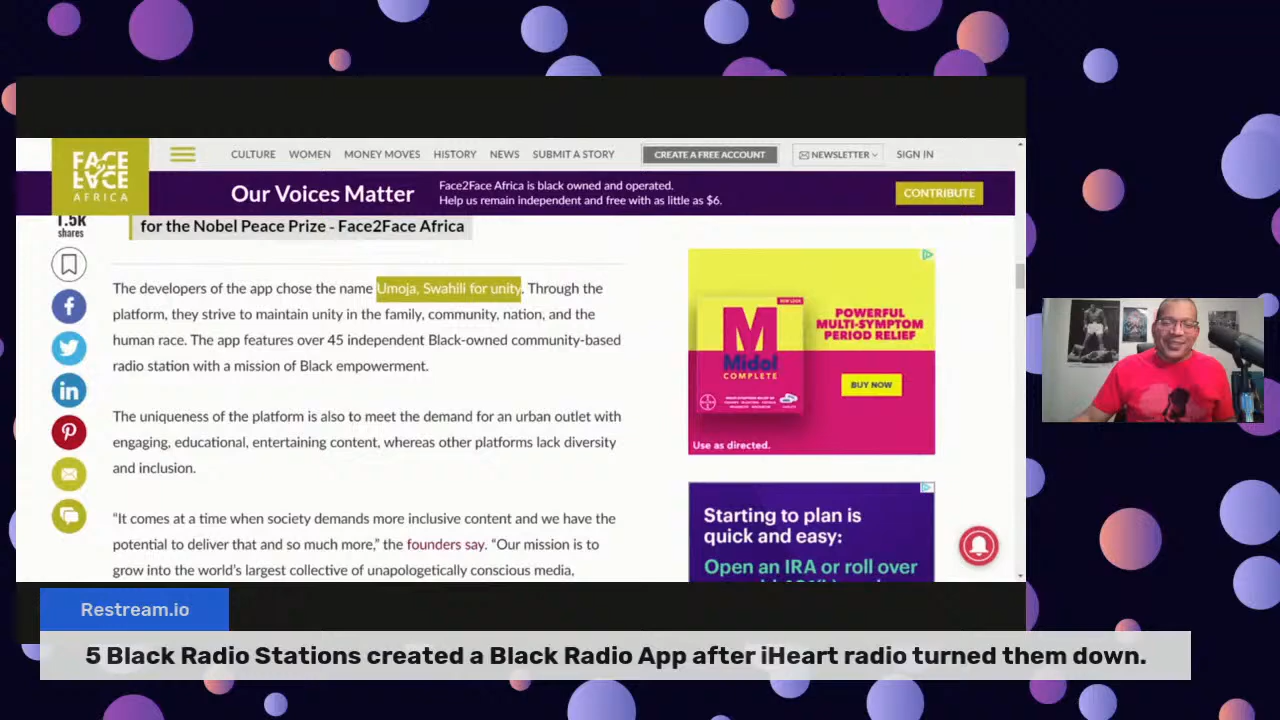 FACE
2
FACE
AFRICA
CULTURE
WOMEN
MONEY MOVES
HISTORY
NEWS
SUBMIT A STORY
CREATE A FREE ACCOUNT
NEWSLETTER
SIGN IN
Our Voices Matter
Face2Face Africa is black owned and operated.
Help us remain independent and free with as little as $6.
CONTRIBUTE
1.5K
shares
for the Nobel Peace Prize - Face2Face Africa
The developers of the app chose the name Umoja, Swahili for unity. Through the
platform, they strive to maintain unity in the family, community, nation, and the
human race. The app features over 45 independent Black-owned community-based
radio station with a mission of Black empowerment.
The uniqueness of the platform is also to meet the demand for an urban outlet with
engaging, educational, entertaining content, whereas other platforms lack diversity
and inclusion.
“It comes at a time when society demands more inclusive content and we have the
potential to deliver that and so much more,” the founders say. “Our mission is to
grow into the world’s largest collective of unapologetically conscious media,
NEW LOOK
M
Midol
COMPLETE
POWERFUL
MULTI-SYMPTOM
PERIOD RELIEF
BUY NOW
Use as directed.
Starting to plan is
quick and easy:
Open an IRA or roll over
Restream.io
5 Black Radio Stations created a Black Radio App after iHeart radio turned them down.